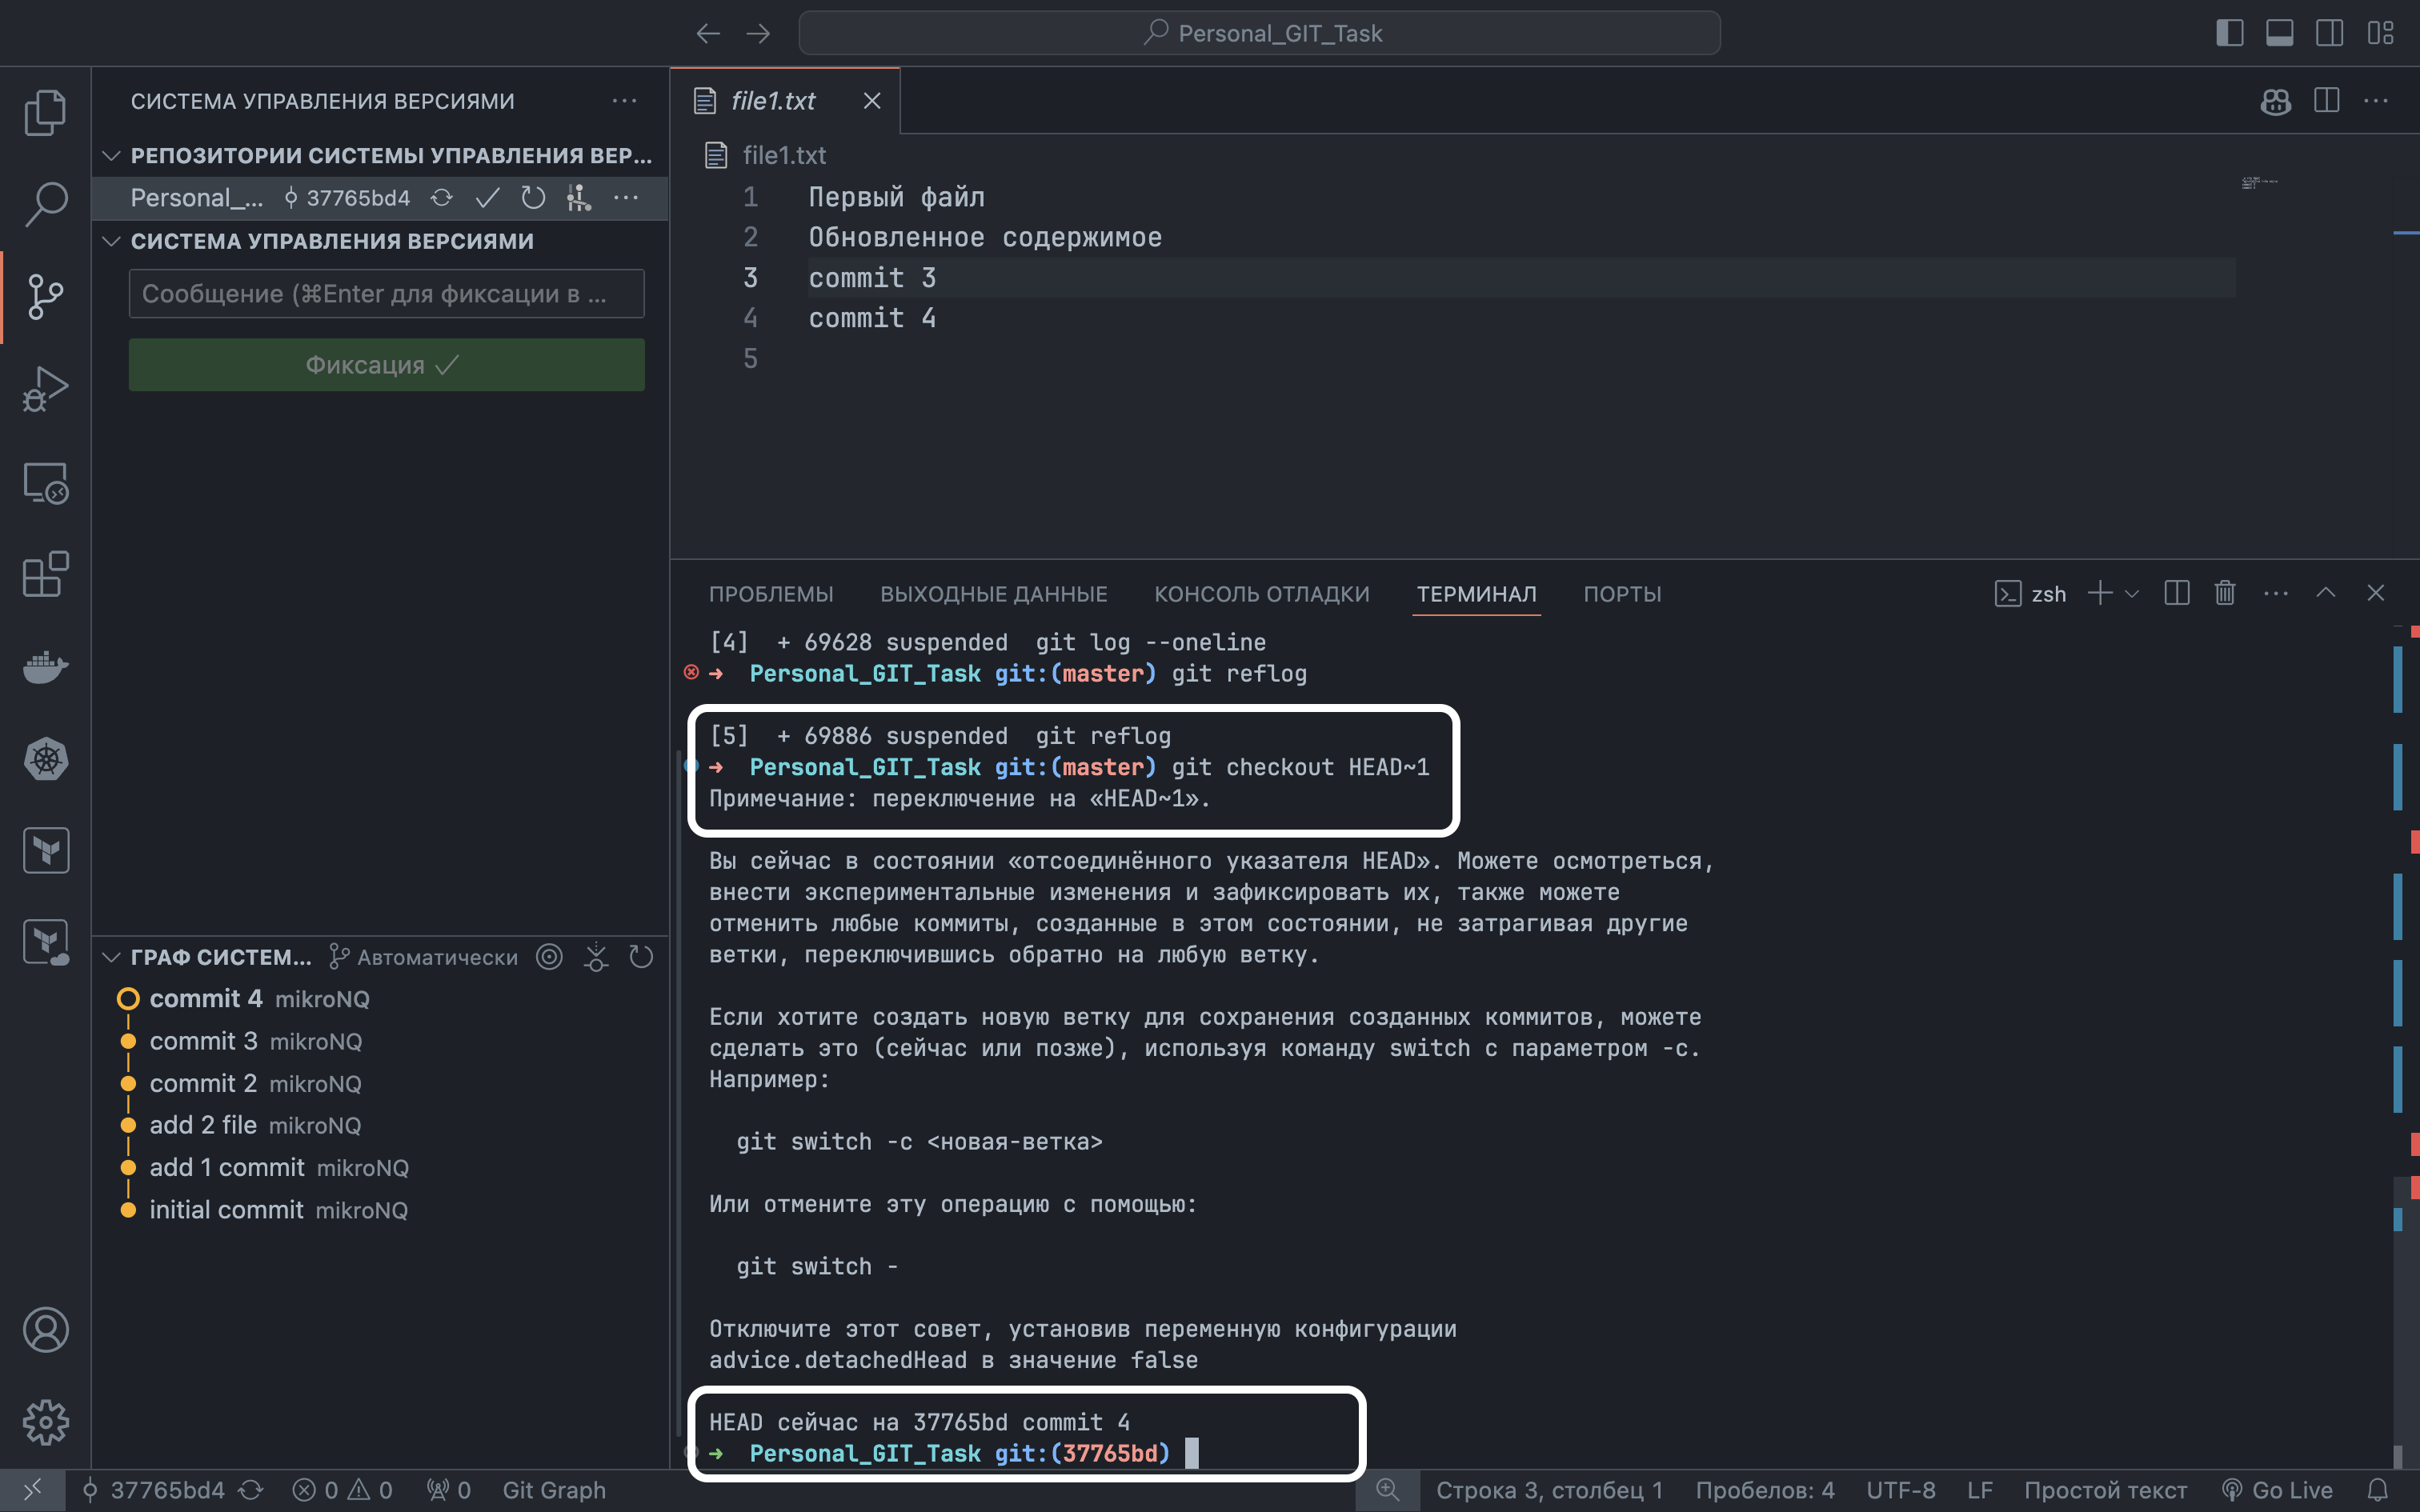 Personal_GIT_Task
СИСТЕМА УПРАВЛЕНИЯ ВЕРСИЯМИ
РЕПОЗИТОРИИ СИСТЕМЫ УПРАВЛЕНИЯ ВЕР...
Personal_... 37765bd4
СИСТЕМА УПРАВЛЕНИЯ ВЕРСИЯМИ
Сообщение (⌘Enter для фиксации в ...
Фиксация
ГРАФ СИСТЕМ... Автоматически
commit 4 mikroNQ
commit 3 mikroNQ
commit 2 mikroNQ
add 2 file mikroNQ
add 1 commit mikroNQ
initial commit mikroNQ
file1.txt
file1.txt
1 Первый файл
2 Обновленное содержимое
3 commit 3
4 commit 4
5
ПРОБЛЕМЫ ВЫХОДНЫЕ ДАННЫЕ КОНСОЛЬ ОТЛАДКИ ТЕРМИНАЛ ПОРТЫ zsh
[4]  + 69628 suspended  git log --oneline
➜  Personal_GIT_Task git:(master) git reflog
[5]  + 69886 suspended  git reflog
➜  Personal_GIT_Task git:(master) git checkout HEAD~1
Примечание: переключение на «HEAD~1».
Вы сейчас в состоянии «отсоединённого указателя HEAD». Можете осмотреться,
внести экспериментальные изменения и зафиксировать их, также можете
отменить любые коммиты, созданные в этом состоянии, не затрагивая другие
ветки, переключившись обратно на любую ветку.
Если хотите создать новую ветку для сохранения созданных коммитов, можете
сделать это (сейчас или позже), используя команду switch с параметром -c.
Например:
git switch -c <новая-ветка>
Или отмените эту операцию с помощью:
git switch -
Отключите этот совет, установив переменную конфигурации
advice.detachedHead в значение false
HEAD сейчас на 37765bd commit 4
➜  Personal_GIT_Task git:(37765bd)
37765bd4 0 0 0 Git Graph Строка 3, столбец 1 Пробелов: 4 UTF-8 LF Простой текст Go Live